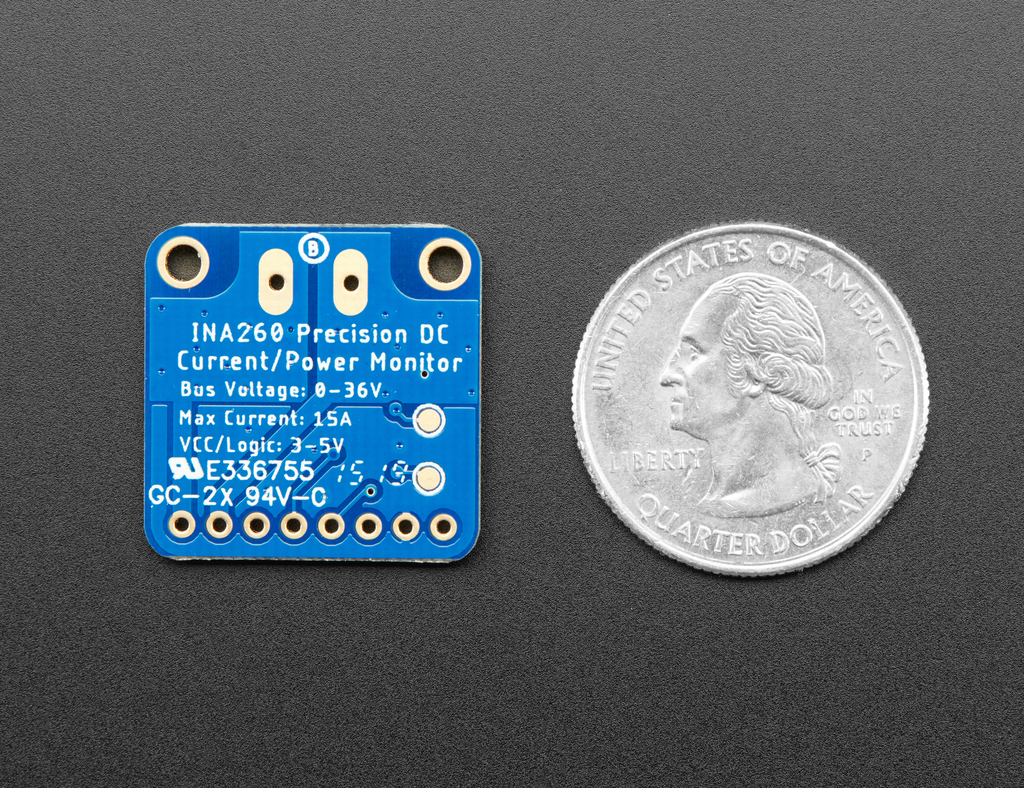 B
INA260 Precision DC
Current/Power Monitor
Bus Voltage: 0-36V
Max Current: 15A
VCC/Logic: 3-5V
E336755 1519
GC-2X 94V-0
UNITED STATES OF AMERICA
IN
GOD WE
TRUST
LIBERTY
P
QUARTER DOLLAR